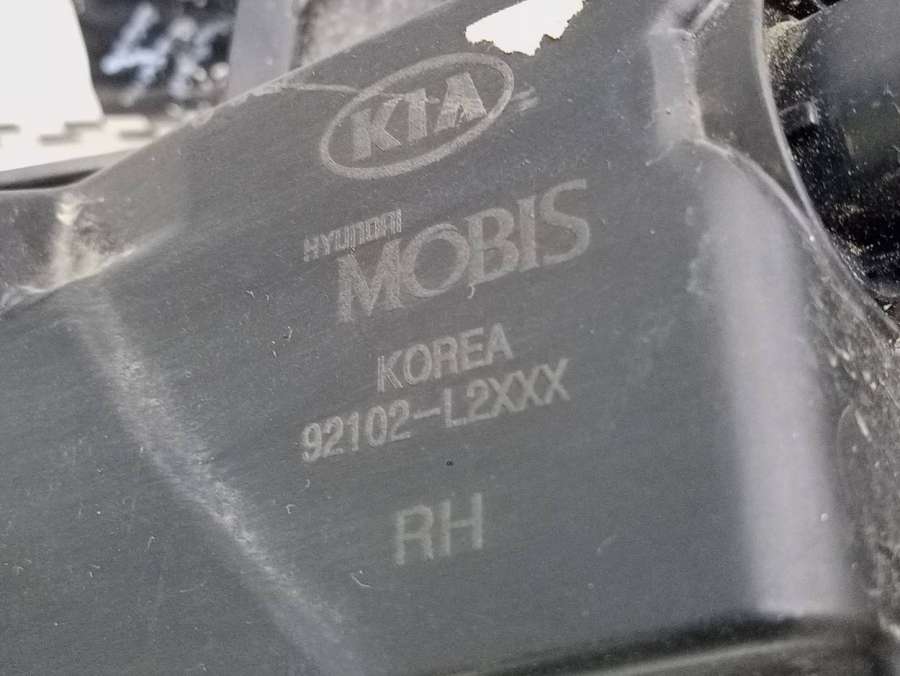 KIA
HYUNDAI
MOBIS
KOREA
92102-L2XXX
RH